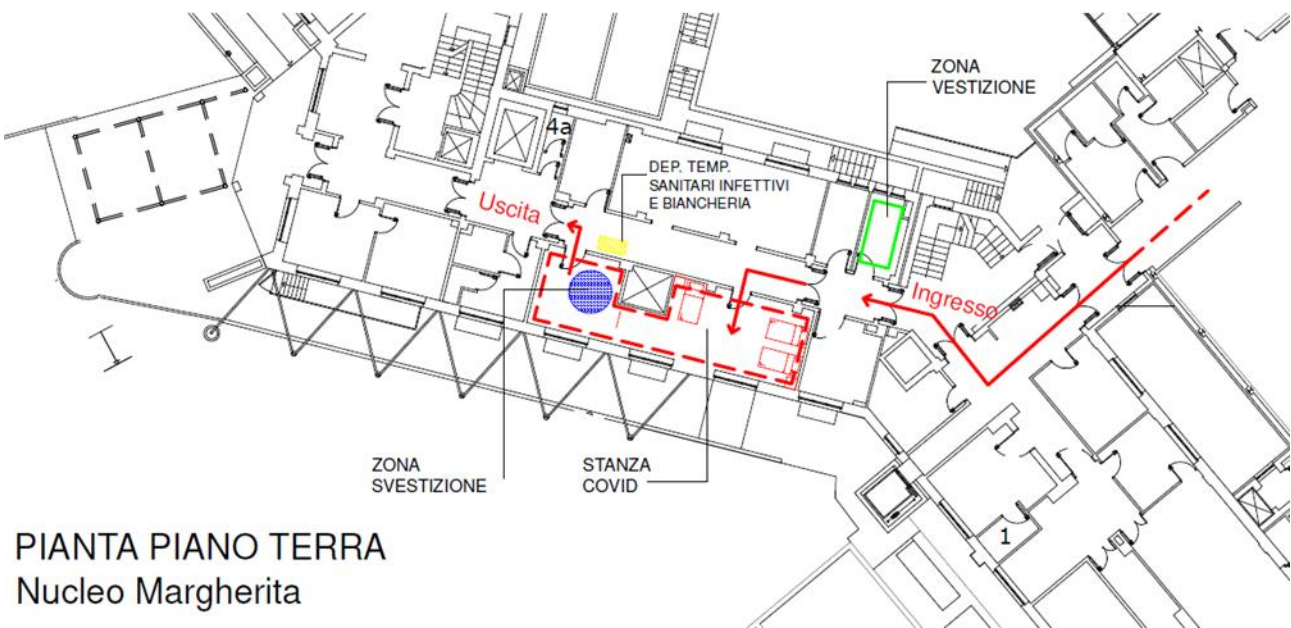 ZONA
VESTIZIONE
4a
DEP. TEMP.
SANITARI INFETTIVI
E BIANCHERIA
Uscita
Ingresso
ZONA
SVESTIZIONE
STANZA
COVID
1
PIANTA PIANO TERRA
Nucleo Margherita